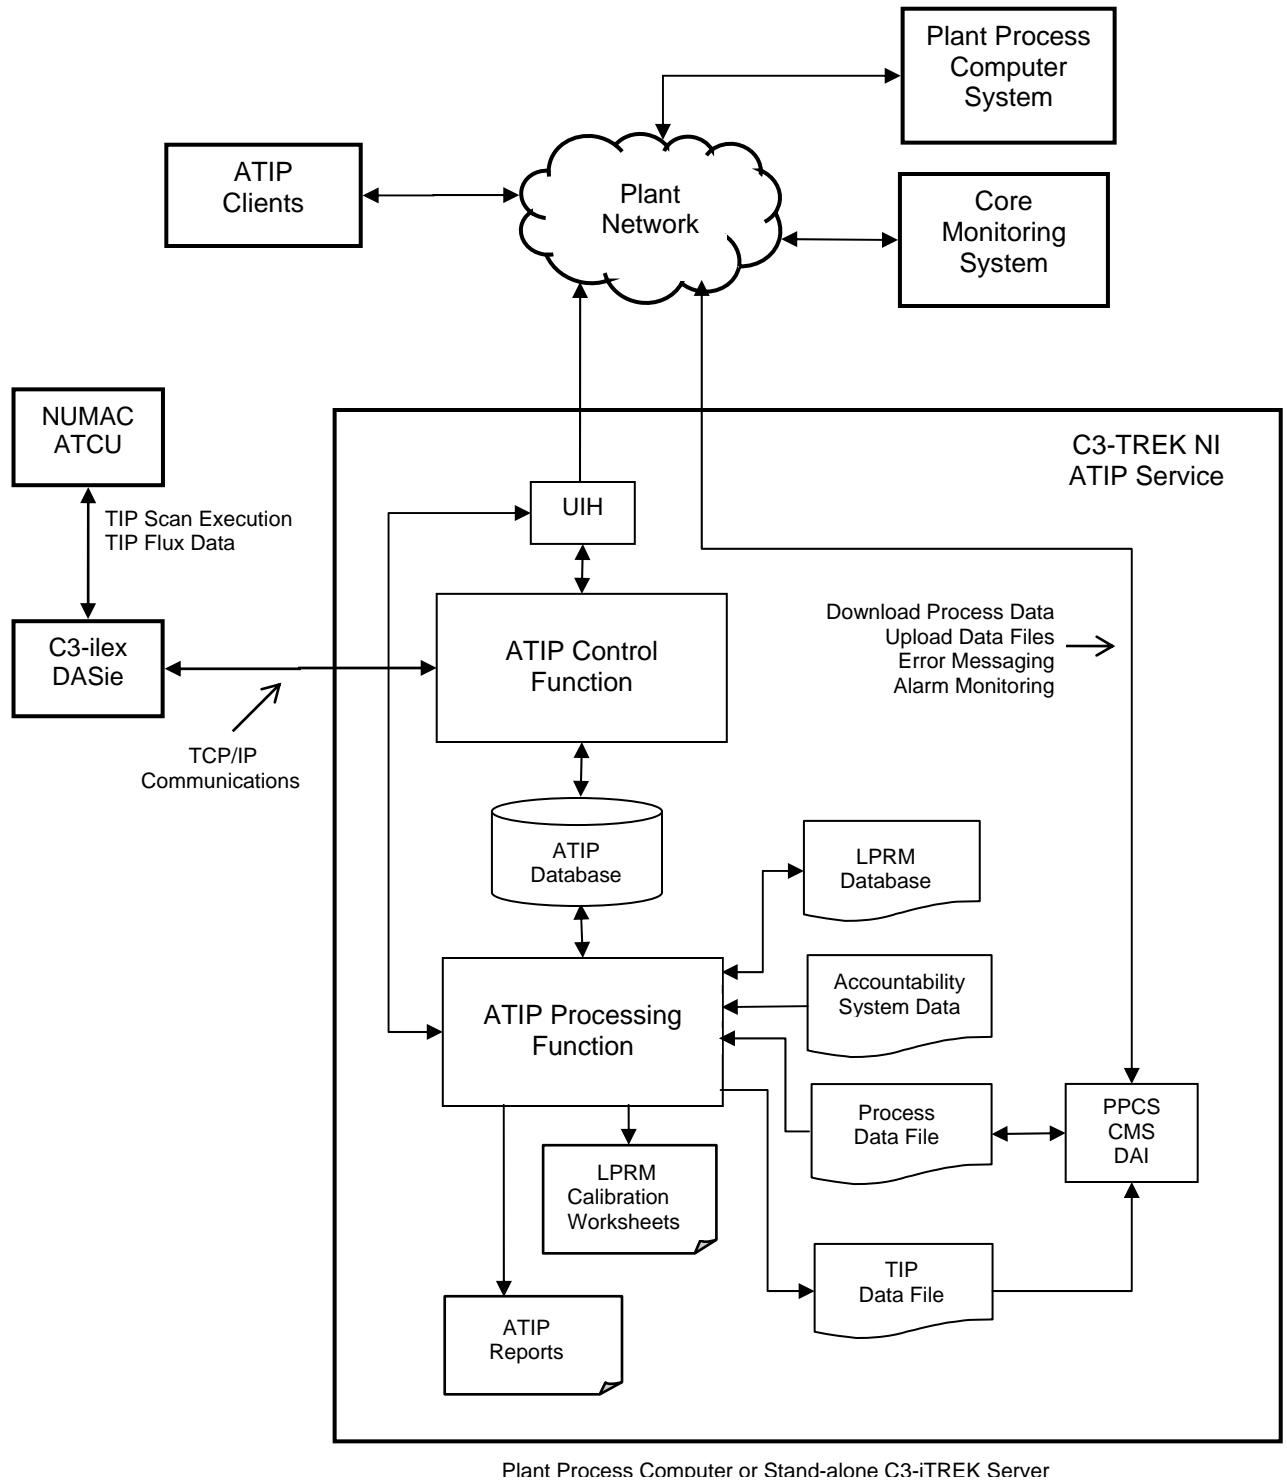 Plant Process
Computer
System
ATIP
Clients
Plant
Network
Core
Monitoring
System
NUMAC
ATCU
C3-TREK NI
ATIP Service
UIH
TIP Scan Execution
TIP Flux Data
Download Process Data
Upload Data Files
Error Messaging
Alarm Monitoring
C3-ilex
DASie
ATIP Control
Function
TCP/IP
Communications
ATIP
Database
LPRM
Database
Accountability
System Data
ATIP Processing
Function
Process
Data File
PPCS
CMS
DAI
LPRM
Calibration
Worksheets
TIP
Data File
ATIP
Reports
Plant Process Computer or Stand-alone C3-iTREK Server